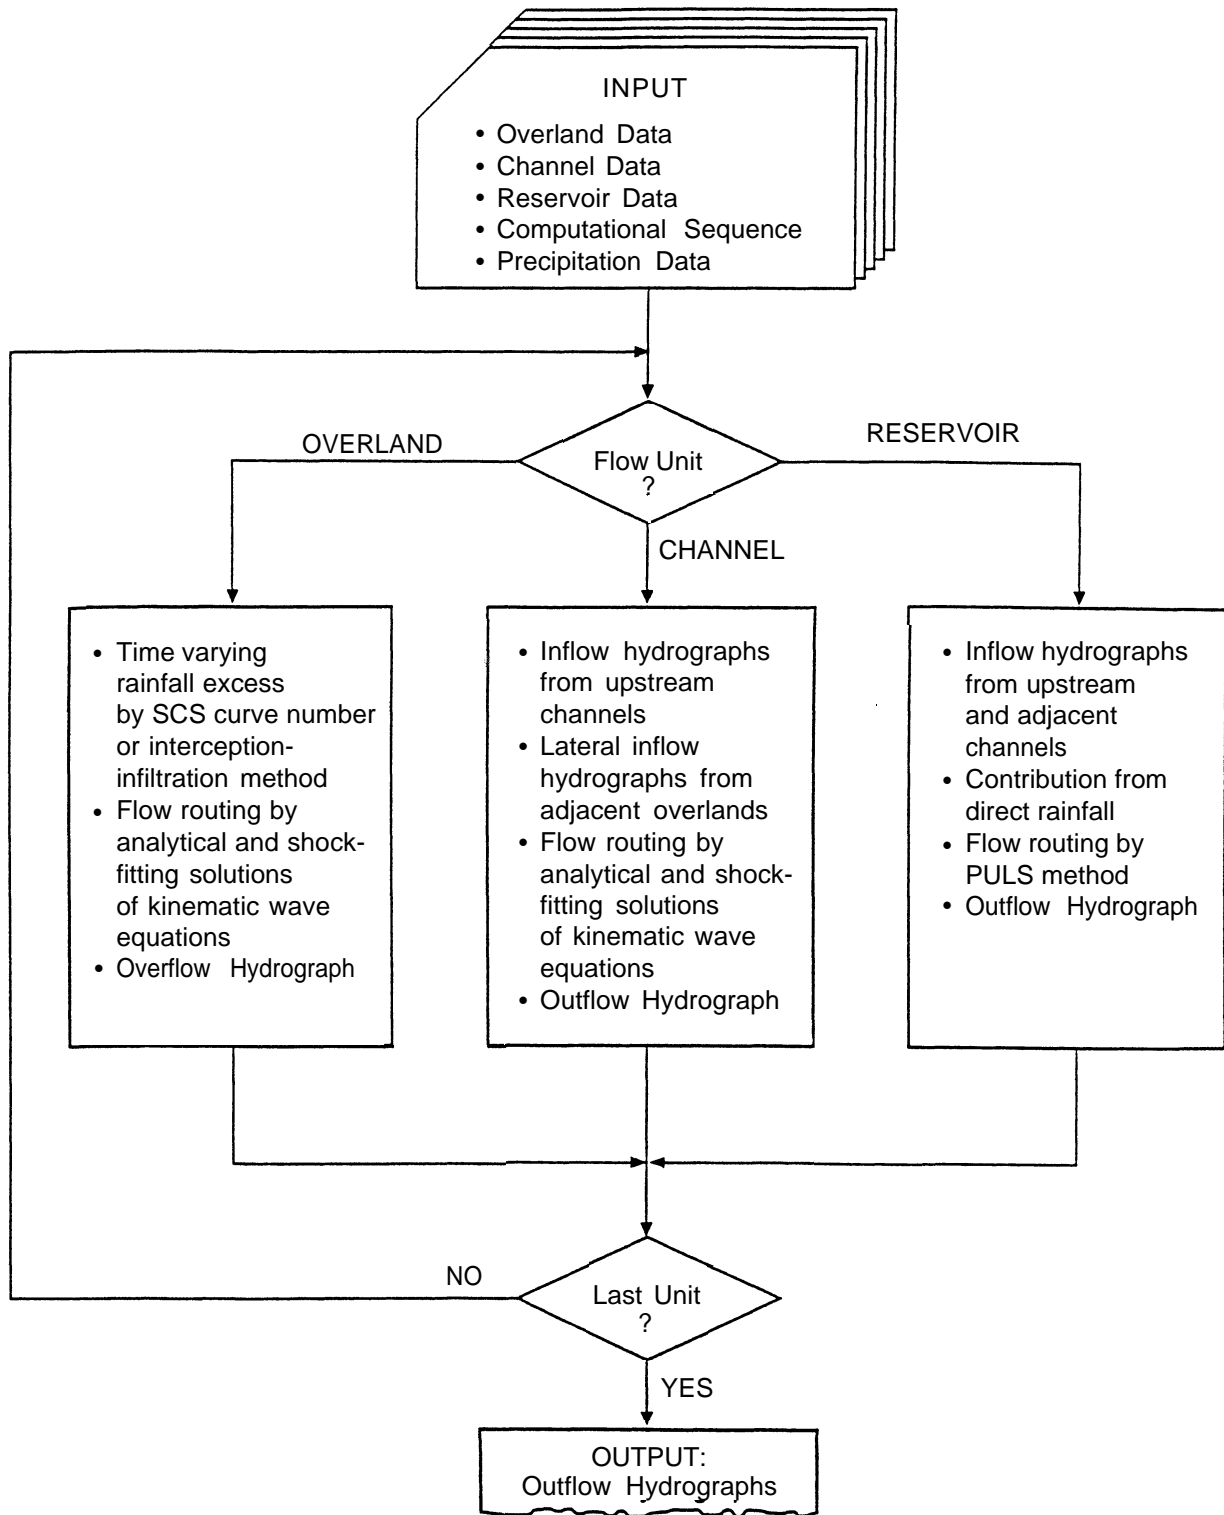 INPUT
• Overland Data
• Channel Data
• Reservoir Data
• Computational Sequence
• Precipitation Data
Flow Unit
?
OVERLAND
RESERVOIR
CHANNEL
• Time varying
rainfall excess
by SCS curve number
or interception-
infiltration method
• Flow routing by
analytical and shock-
fitting solutions
of kinematic wave
equations
• Overflow Hydrograph
• Inflow hydrographs
from upstream
channels
• Lateral inflow
hydrographs from
adjacent overlands
• Flow routing by
analytical and shock-
fitting solutions
of kinematic wave
equations
• Outflow Hydrograph
• Inflow hydrographs
from upstream
and adjacent
channels
• Contribution from
direct rainfall
• Flow routing by
PULS method
• Outflow Hydrograph
NO
Last Unit
?
YES
OUTPUT:
Outflow Hydrographs